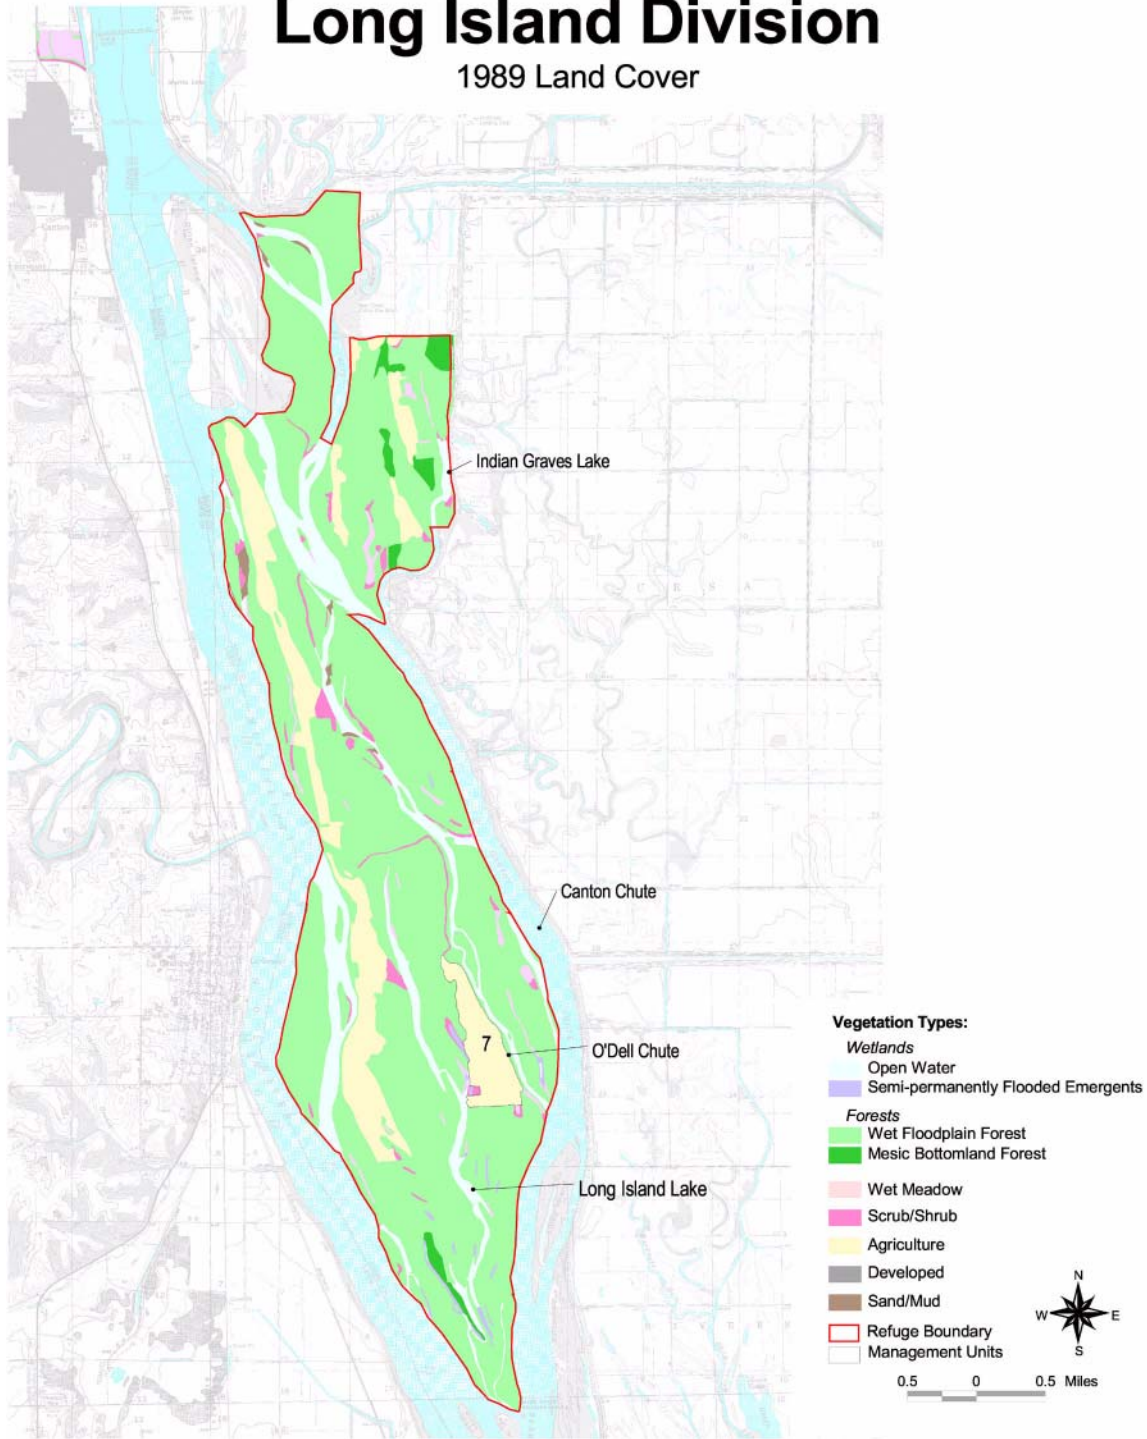 Long Island Division
1989 Land Cover
Indian Graves Lake
Canton Chute
7
O'Dell Chute
Long Island Lake
Vegetation Types:
Wetlands
Open Water
Semi-permanently Flooded Emergents
Forests
Wet Floodplain Forest
Mesic Bottomland Forest
Wet Meadow
Scrub/Shrub
Agriculture
Developed
Sand/Mud
Refuge Boundary
Management Units
N
W E
S
0.5 0 0.5 Miles